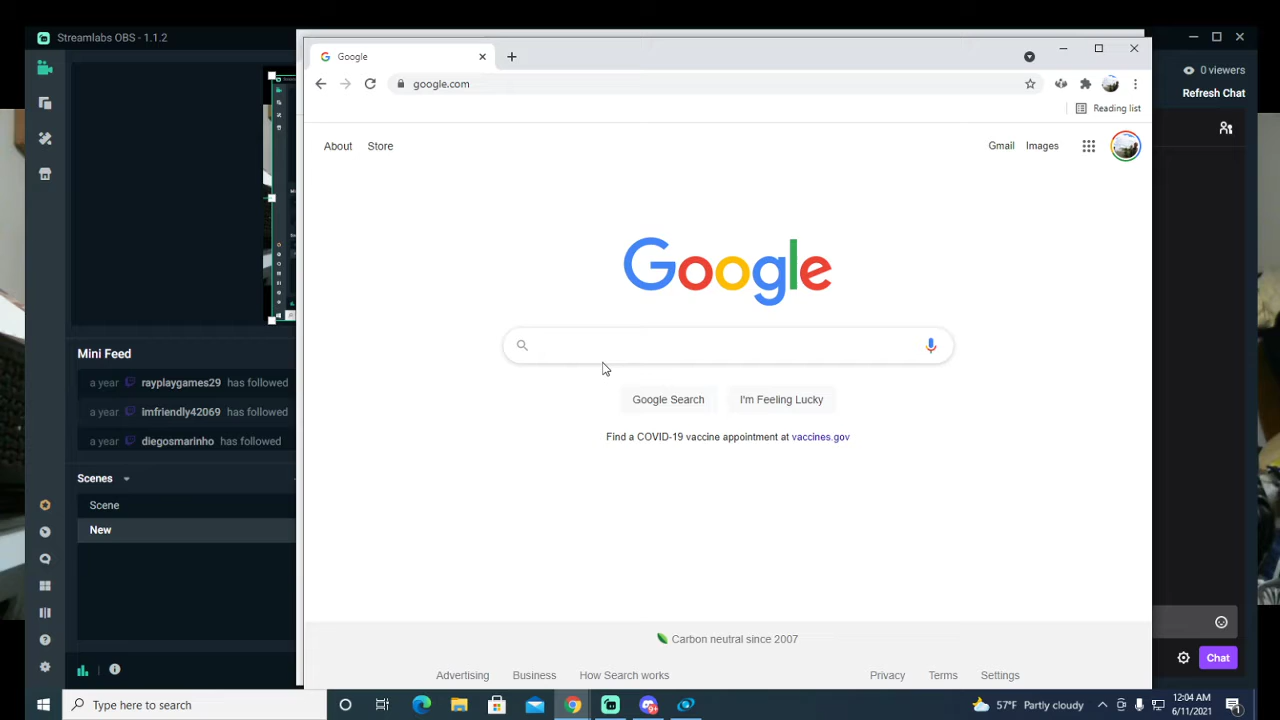 Streamlabs OBS - 1.1.2
Google
google.com
0 viewers
Refresh Chat
Reading list
About Store
Gmail Images
Google
Google Search I'm Feeling Lucky
Find a COVID-19 vaccine appointment at vaccines.gov
Mini Feed
a year rayplaygames29 has followed
a year imfriendly42069 has followed
a year diegosmarinho has followed
Scenes
Scene
New
Carbon neutral since 2007
Advertising Business How Search works
Privacy Terms Settings
Chat
Type here to search
57°F Partly cloudy
12:04 AM
6/11/2021
1